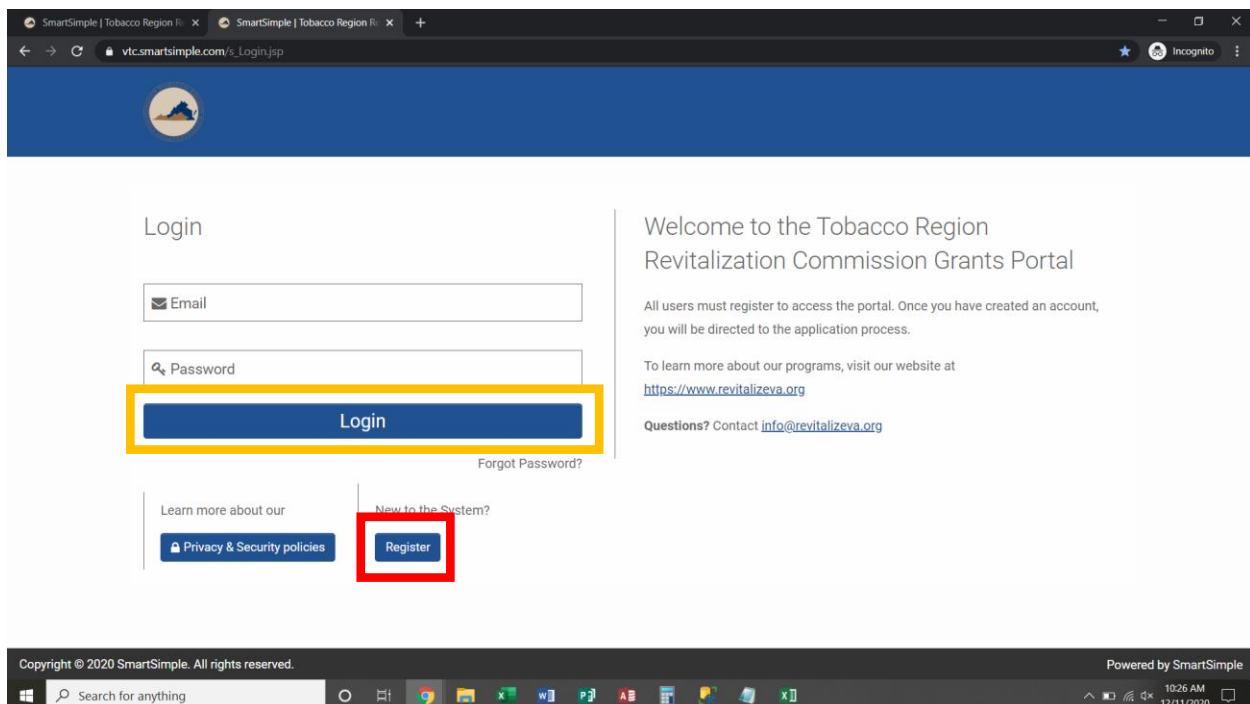 SmartSimple | Tobacco Region R
SmartSimple | Tobacco Region R
vtc.smartsimple.com/s_Login.jsp
Incognito
Login
Email
Password
Login
Forgot Password?
Learn more about our
Privacy & Security policies
New to the System?
Register
Welcome to the Tobacco Region
Revitalization Commission Grants Portal
All users must register to access the portal. Once you have created an account,
you will be directed to the application process.
To learn more about our programs, visit our website at
https://www.revitalizeva.org
Questions? Contact info@revitalizeva.org
Copyright © 2020 SmartSimple. All rights reserved.
Powered by SmartSimple
Search for anything
10:26 AM
12/11/2020